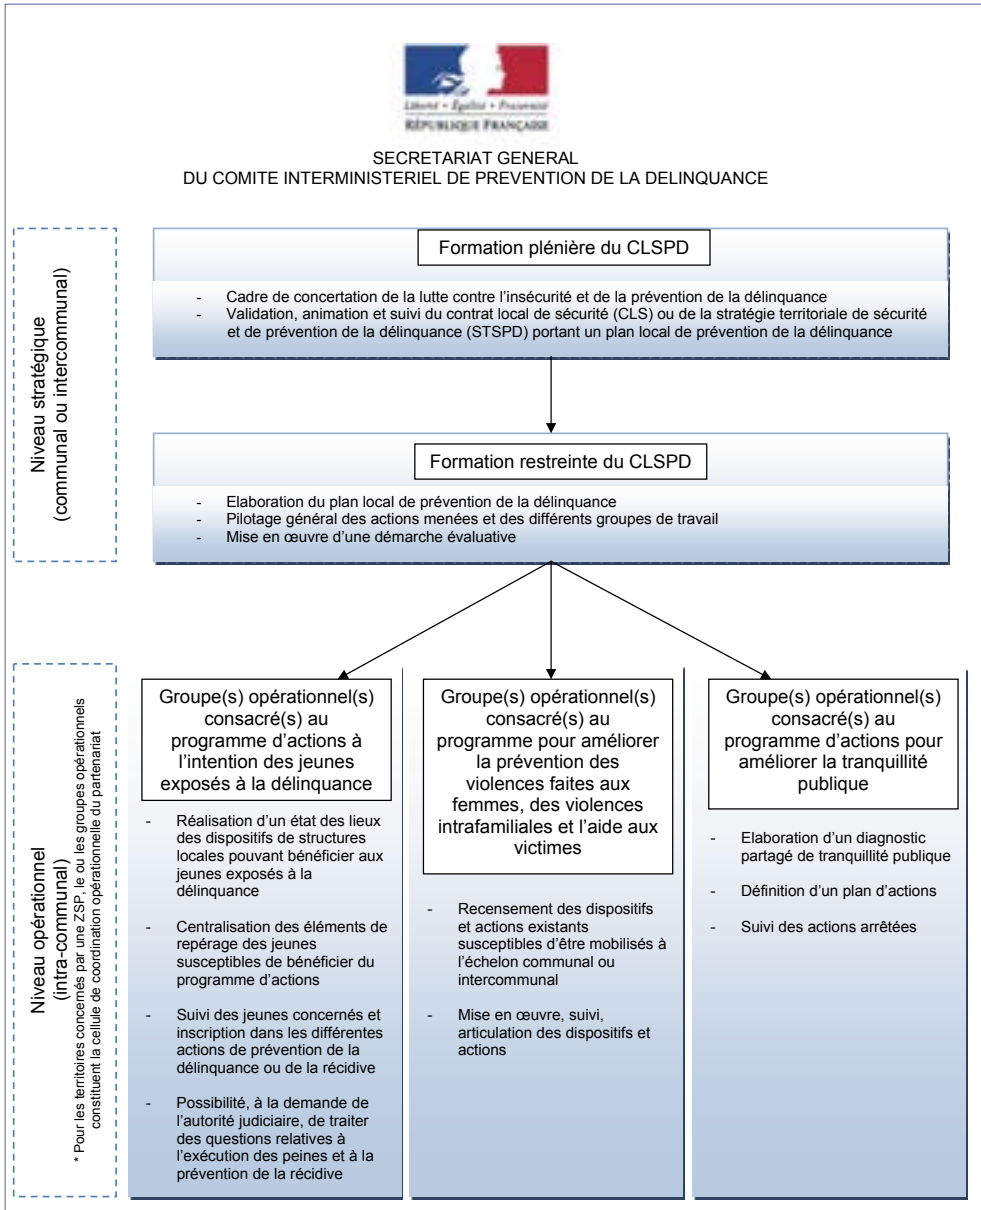 Liberté • Égalité • Fraternité
RÉPUBLIQUE FRANÇAISE
SECRETARIAT GENERAL
DU COMITE INTERMINISTERIEL DE PREVENTION DE LA DELINQUANCE
Niveau stratégique
(communal ou intercommunal)
Formation plénière du CLSPD
- Cadre de concertation de la lutte contre l'insécurité et de la prévention de la délinquance
- Validation, animation et suivi du contrat local de sécurité (CLS) ou de la stratégie territoriale de sécurité
et de prévention de la délinquance (STSPD) portant un plan local de prévention de la délinquance
Formation restreinte du CLSPD
- Elaboration du plan local de prévention de la délinquance
- Pilotage général des actions menées et des différents groupes de travail
- Mise en œuvre d'une démarche évaluative
Niveau opérationnel
(intra-communal)
* Pour les territoires concernés par une ZSP, le ou les groupes opérationnels
constituent la cellule de coordination opérationnelle du partenariat
Groupe(s) opérationnel(s)
consacré(s) au
programme d'actions à
l'intention des jeunes
exposés à la délinquance
- Réalisation d'un état des lieux
des dispositifs de structures
locales pouvant bénéficier aux
jeunes exposés à la
délinquance
- Centralisation des éléments de
repérage des jeunes
susceptibles de bénéficier du
programme d'actions
- Suivi des jeunes concernés et
inscription dans les différentes
actions de prévention de la
délinquance ou de la récidive
- Possibilité, à la demande de
l'autorité judiciaire, de traiter
des questions relatives à
l'exécution des peines et à la
prévention de la récidive
Groupe(s) opérationnel(s)
consacré(s) au
programme pour améliorer
la prévention des
violences faites aux
femmes, des violences
intrafamiliales et l'aide aux
victimes
- Recensement des dispositifs
et actions existants
susceptibles d'être mobilisés à
l'échelon communal ou
intercommunal
- Mise en œuvre, suivi,
articulation des dispositifs et
actions
Groupe(s) opérationnel(s)
consacré(s) au
programme d'actions pour
améliorer la tranquillité
publique
- Elaboration d'un diagnostic
partagé de tranquillité publique
- Définition d'un plan d'actions
- Suivi des actions arrêtées